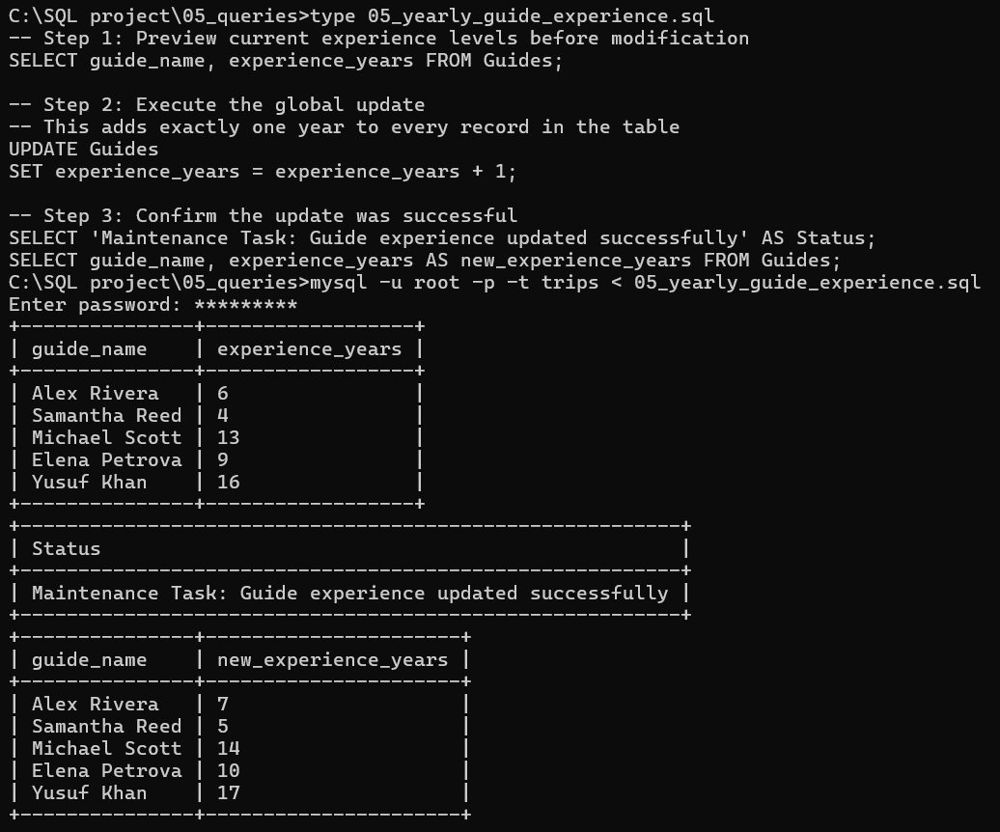 C:\SQL project\05_queries>type 05_yearly_guide_experience.sql
-- Step 1: Preview current experience levels before modification
SELECT guide_name, experience_years FROM Guides;

-- Step 2: Execute the global update
-- This adds exactly one year to every record in the table
UPDATE Guides
SET experience_years = experience_years + 1;

-- Step 3: Confirm the update was successful
SELECT 'Maintenance Task: Guide experience updated successfully' AS Status;
SELECT guide_name, experience_years AS new_experience_years FROM Guides;
C:\SQL project\05_queries>mysql -u root -p -t trips < 05_yearly_guide_experience.sql
Enter password: *********
+---------------+------------------+
| guide_name    | experience_years |
+---------------+------------------+
| Alex Rivera   | 6                |
| Samantha Reed | 4                |
| Michael Scott | 13               |
| Elena Petrova | 9                |
| Yusuf Khan    | 16               |
+---------------+------------------+
+---------------------------------------------------------+
| Status                                                  |
+---------------------------------------------------------+
| Maintenance Task: Guide experience updated successfully |
+---------------------------------------------------------+
+---------------+----------------------+
| guide_name    | new_experience_years |
+---------------+----------------------+
| Alex Rivera   | 7                    |
| Samantha Reed | 5                    |
| Michael Scott | 14                   |
| Elena Petrova | 10                   |
| Yusuf Khan    | 17                   |
+---------------+----------------------+